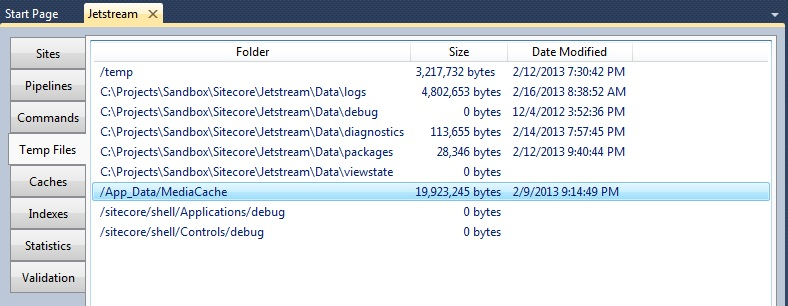 Start Page Jetstream
Sites
Pipelines
Commands
Temp Files
Caches
Indexes
Statistics
Validation
Folder Size Date Modified
/temp 3,217,732 bytes 2/12/2013 7:30:42 PM
C:\Projects\Sandbox\Sitecore\Jetstream\Data\logs 4,802,653 bytes 2/16/2013 8:38:52 AM
C:\Projects\Sandbox\Sitecore\Jetstream\Data\debug 0 bytes 12/4/2012 3:52:36 PM
C:\Projects\Sandbox\Sitecore\Jetstream\Data\diagnostics 113,655 bytes 2/14/2013 7:57:45 PM
C:\Projects\Sandbox\Sitecore\Jetstream\Data\packages 28,346 bytes 2/12/2013 9:40:44 PM
C:\Projects\Sandbox\Sitecore\Jetstream\Data\viewstate 0 bytes
/App_Data/MediaCache 19,923,245 bytes 2/9/2013 9:14:49 PM
/sitecore/shell/Applications/debug 0 bytes
/sitecore/shell/Controls/debug 0 bytes